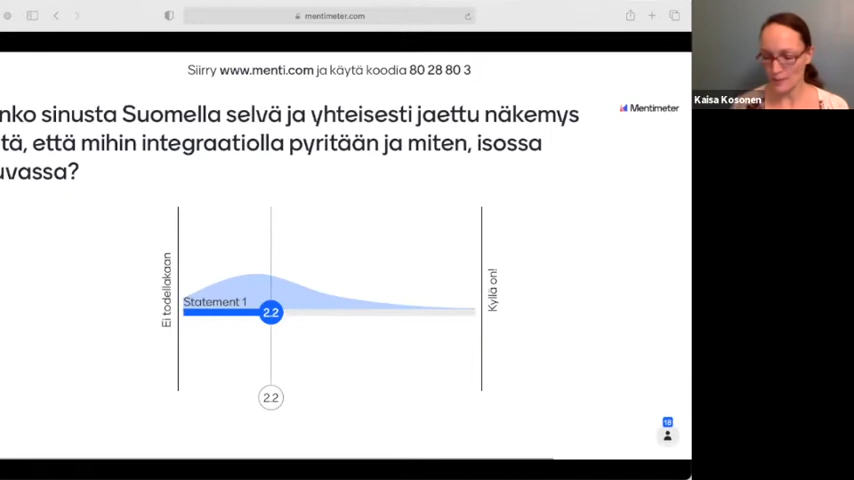 mentimeter.com
Siirry www.menti.com ja käytä koodia 80 28 80 3
Kaisa Kosonen
Mentimeter
nko sinusta Suomella selvä ja yhteisesti jaettu näkemys
tä, että mihin integraatiolla pyritään ja miten, isossa
uvassa?
Ei todellakaan
Statement 1
2.2
Kyllä on!
2.2
18